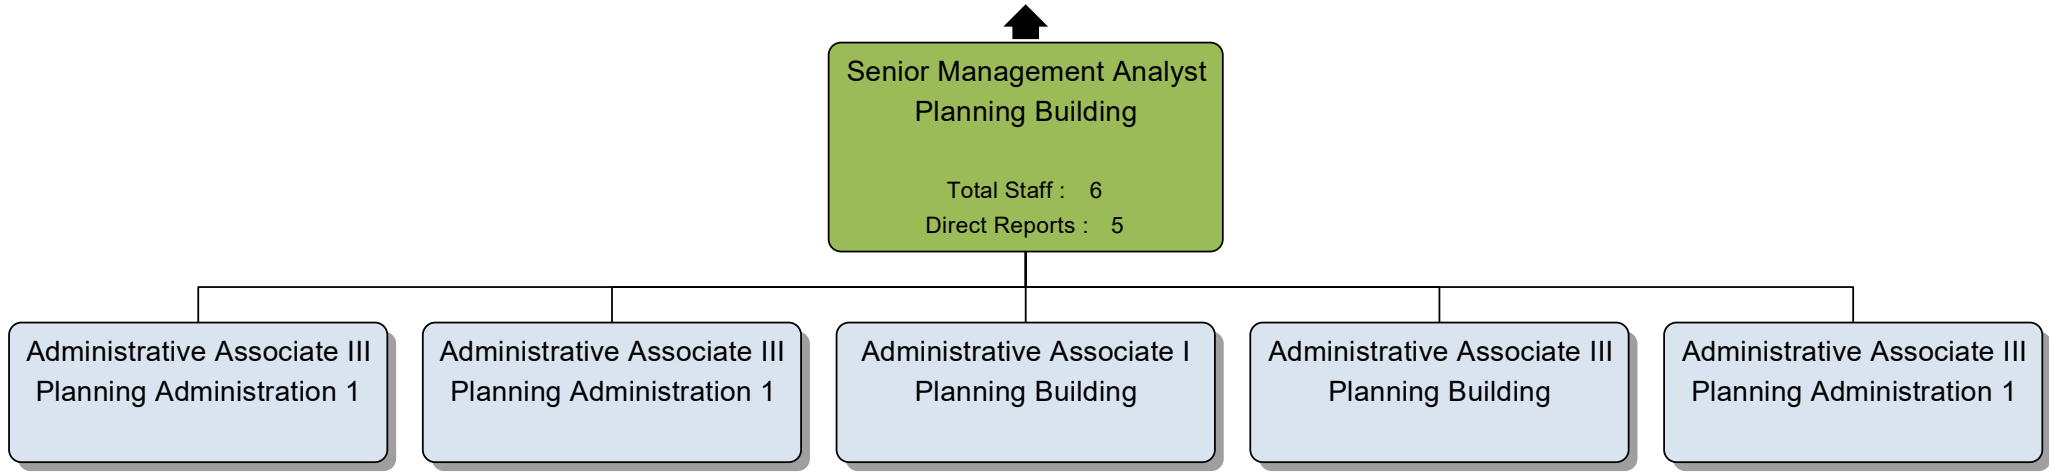 Senior Management Analyst
Planning Building
Total Staff : 6
Direct Reports : 5
Administrative Associate III
Planning Administration 1
Administrative Associate III
Planning Administration 1
Administrative Associate I
Planning Building
Administrative Associate III
Planning Building
Administrative Associate III
Planning Administration 1